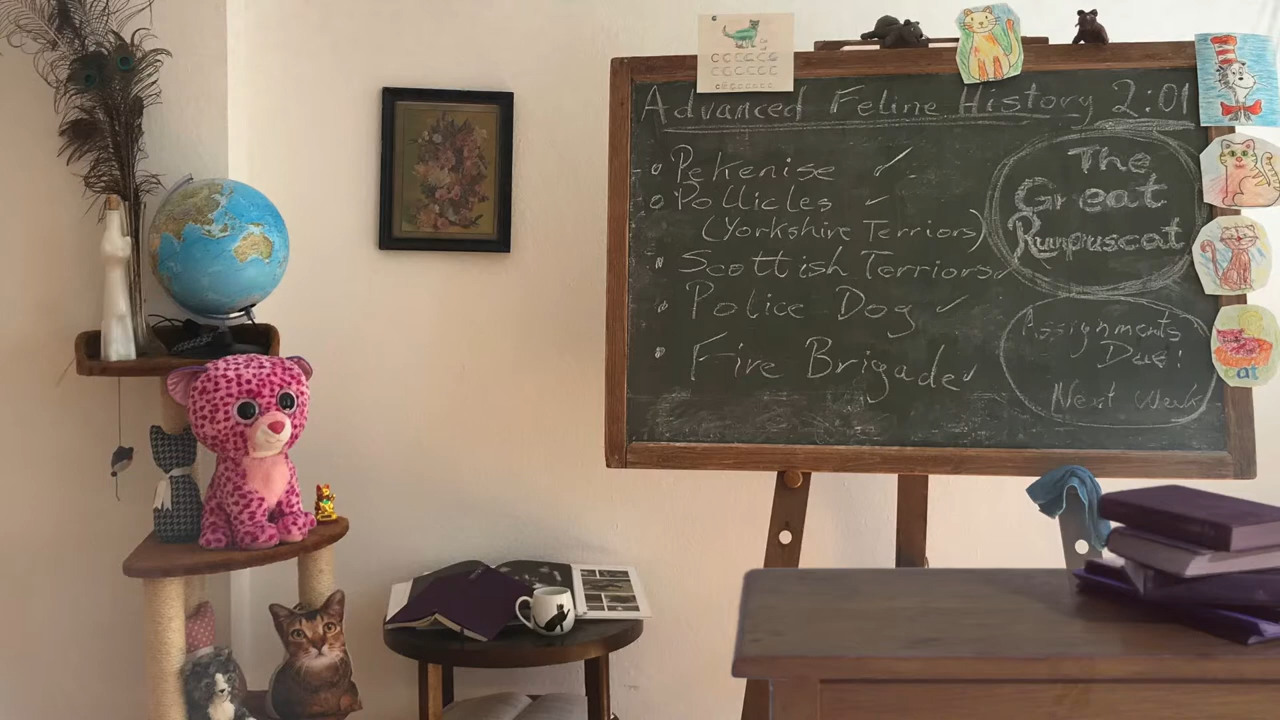 Advanced Feline History 2:01
Pekenise ✓
Pollicles ✓
(Yorkshire Terriors)
Scottish Terriors ✓
Police Dog ✓
Fire Brigade ✓
The
Great
Rumpuscat
Assignments
Due!
Next Week
cat